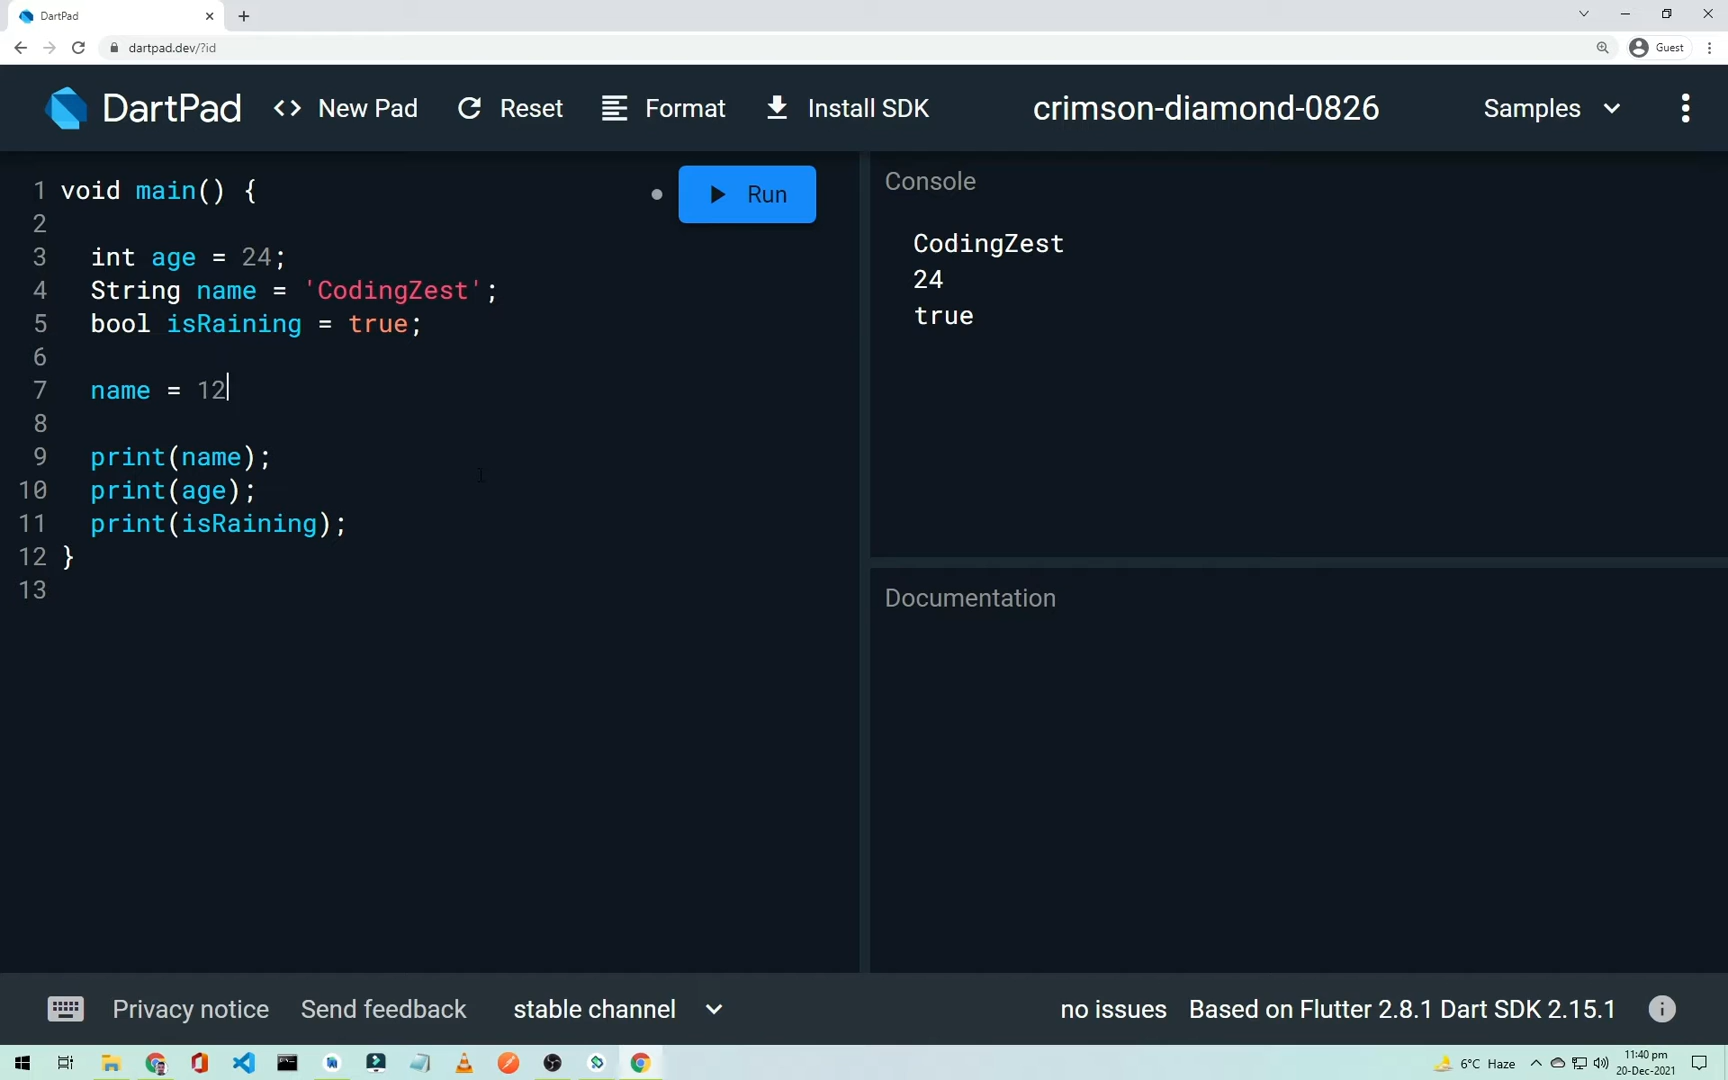 DartPad
dartpad.dev/?id
Guest
DartPad
New Pad
Reset
Format
Install SDK
crimson-diamond-0826
Samples
1 void main() {
2
3 int age = 24;
4 String name = 'CodingZest';
5 bool isRaining = true;
6
7 name = 12
8
9 print(name);
10 print(age);
11 print(isRaining);
12 }
13
Run
Console
CodingZest
24
true
Documentation
Privacy notice
Send feedback
stable channel
no issues
Based on Flutter 2.8.1 Dart SDK 2.15.1
6°C Haze
11:40 pm
20-Dec-2021